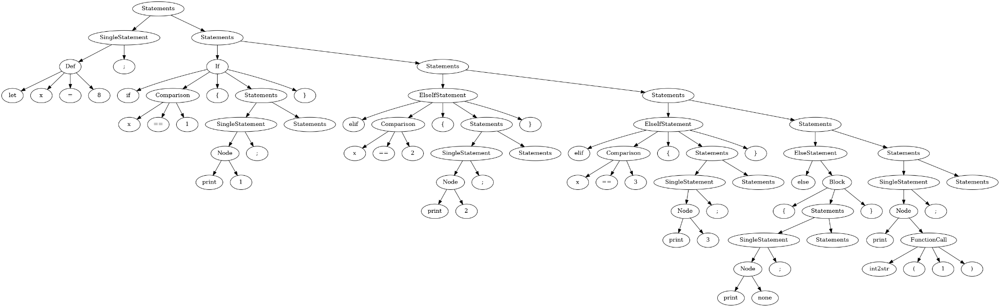 Statements
SingleStatement Statements
Def ; If Statements
let x = 8 if Comparison { Statements } ElseIfStatement Statements
x == 1 SingleStatement Statements elif Comparison { Statements } ElseIfStatement Statements
Node ; x == 2 SingleStatement Statements elif Comparison { Statements } ElseStatement Statements
print 1 Node ; x == 3 SingleStatement Statements else Block SingleStatement Statements
print 2 Node ; { Statements } Node ;
print 3 SingleStatement Statements print FunctionCall
Node ; int2str ( 1 )
print none